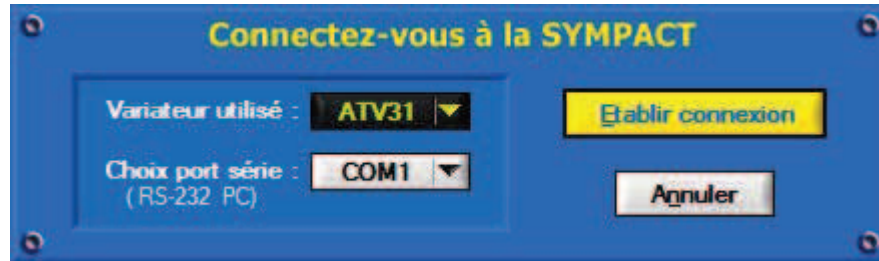 Connectez-vous à la SYMPACT
Variateur utilisé : ATV31
Etablir connexion
Choix port série : COM1
(RS-232 PC)
Annuler